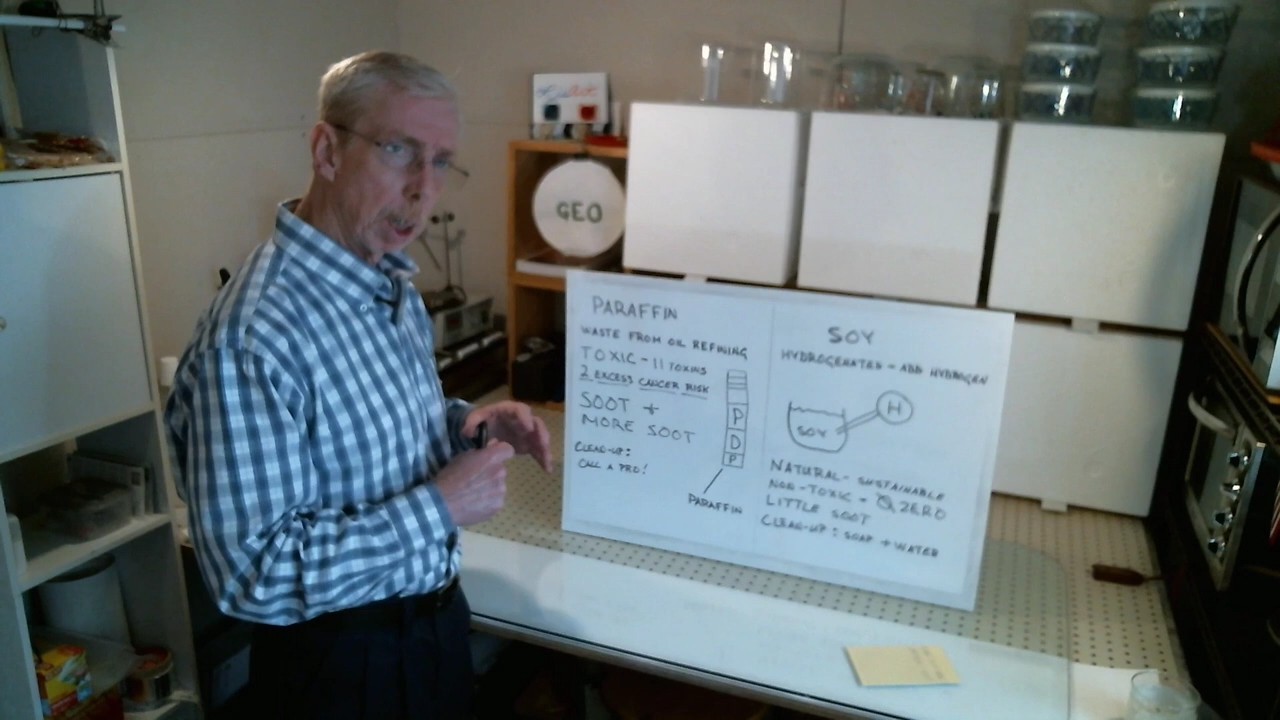 GEO
PARAFFIN
WASTE FROM OIL REFINING
TOXIC - 11 TOXINS
2 EXCESS CANCER RISK
SOOT +
MORE SOOT
CLEAN-UP:
CALL A PRO!
P
D
P
PARAFFIN
SOY
HYDROGENATED - ADD HYDROGEN
H
SOY
NATURAL - SUSTAINABLE
NON-TOXIC - ZERO
LITTLE SOOT
CLEAN-UP: SOAP + WATER